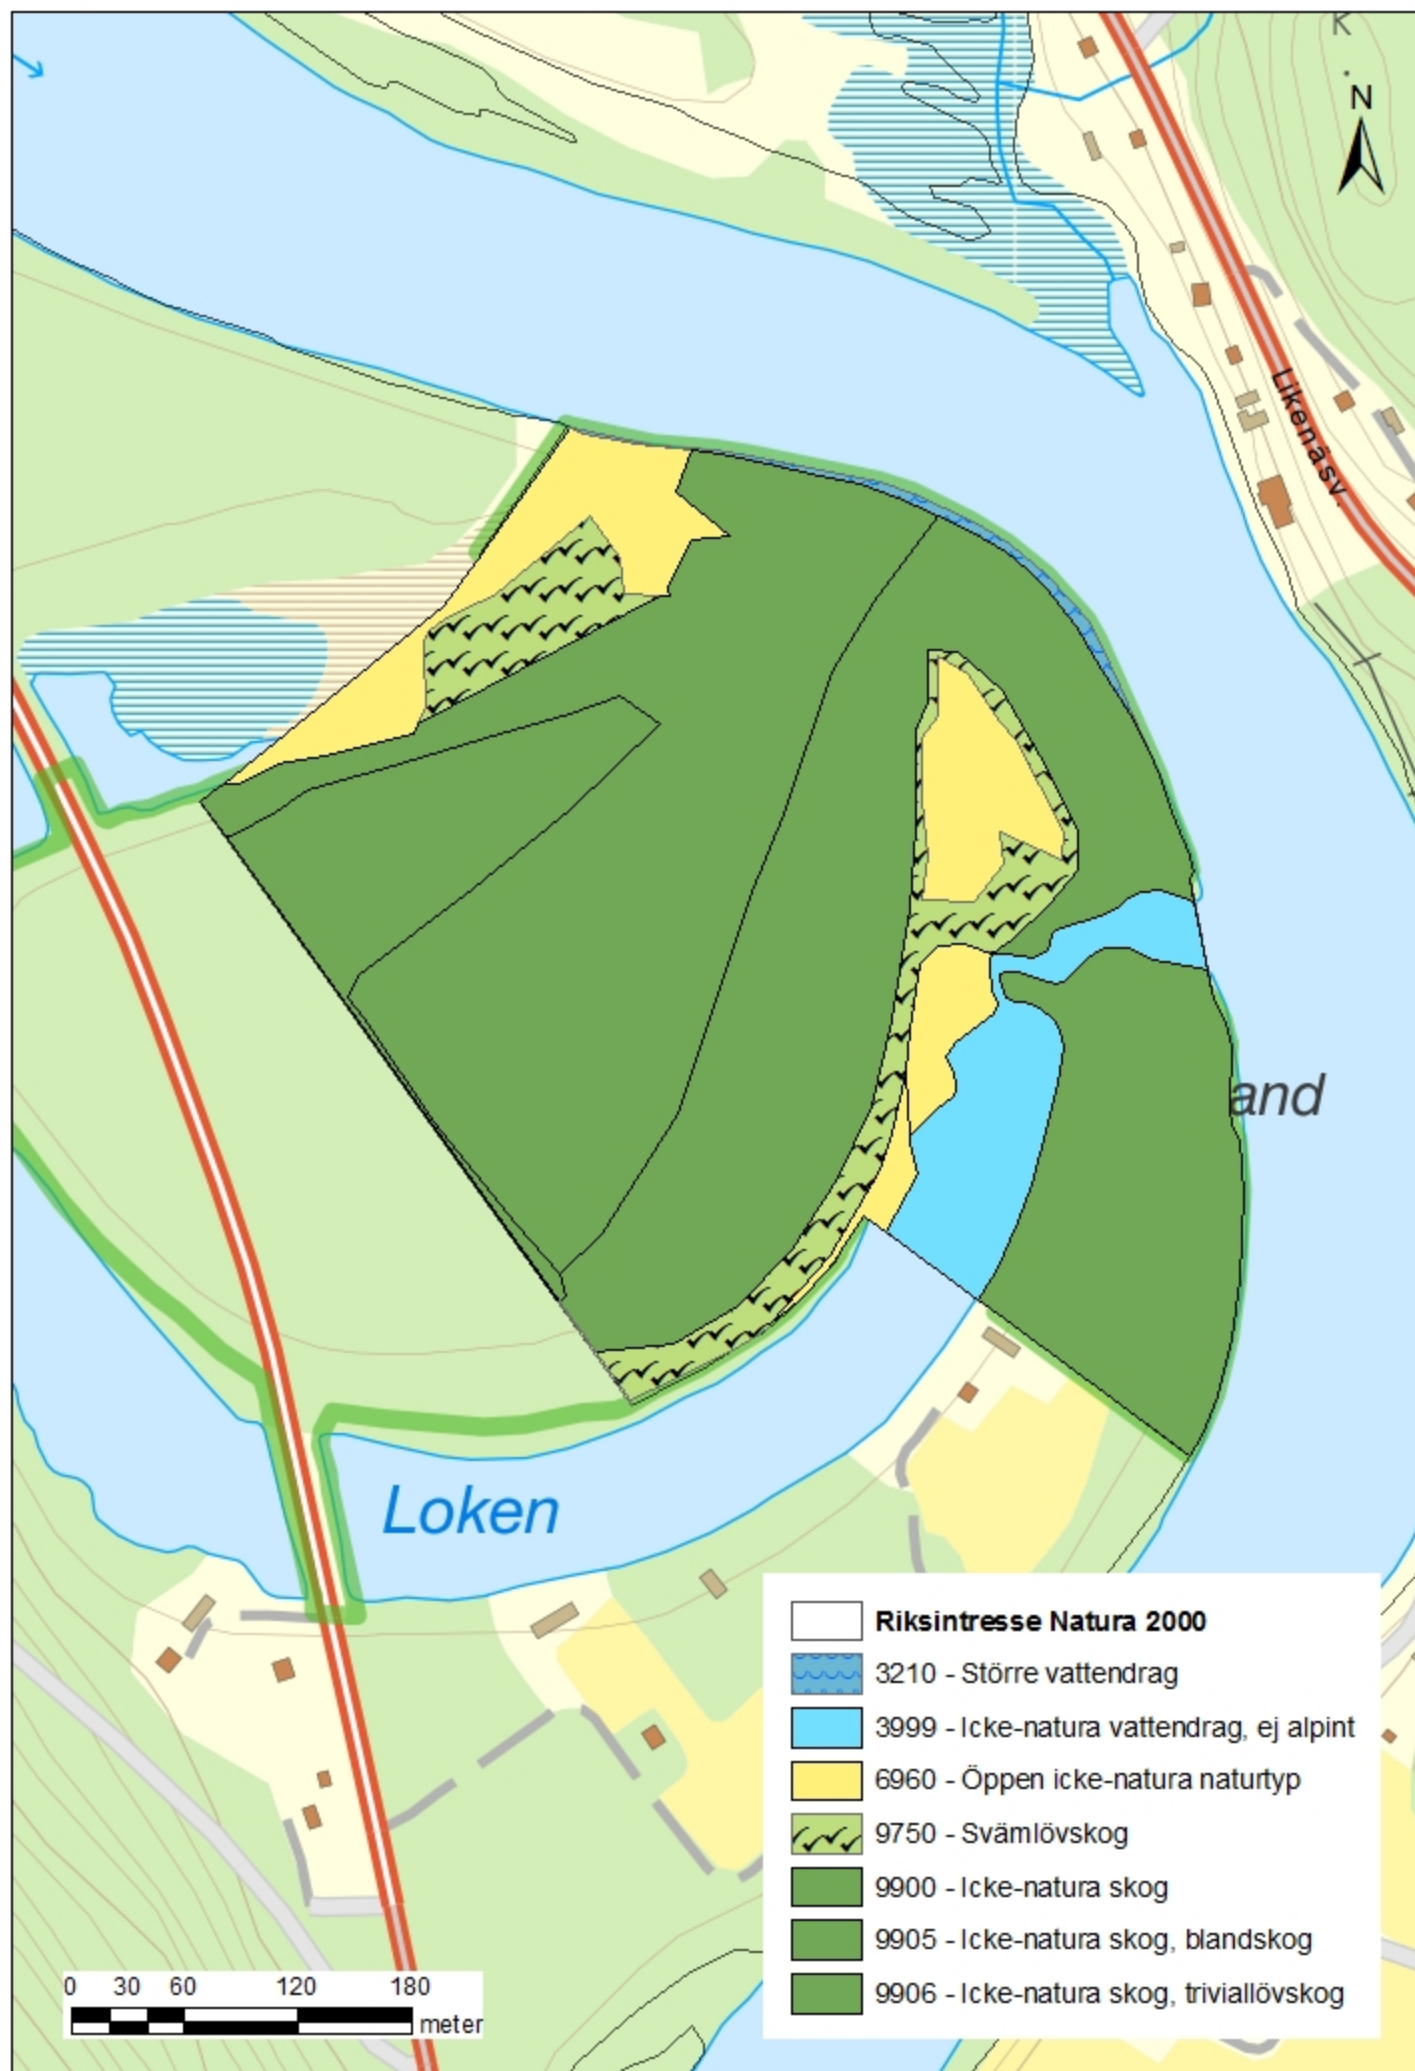 K
N
Likenäsv.
and
Loken
Riksintresse Natura 2000
3210 - Större vattendrag
3999 - Icke-natura vattendrag, ej alpint
6960 - Öppen icke-natura naturtyp
9750 - Svämlövskog
9900 - Icke-natura skog
9905 - Icke-natura skog, blandskog
9906 - Icke-natura skog, triviallövskog
0 30 60 120 180
meter